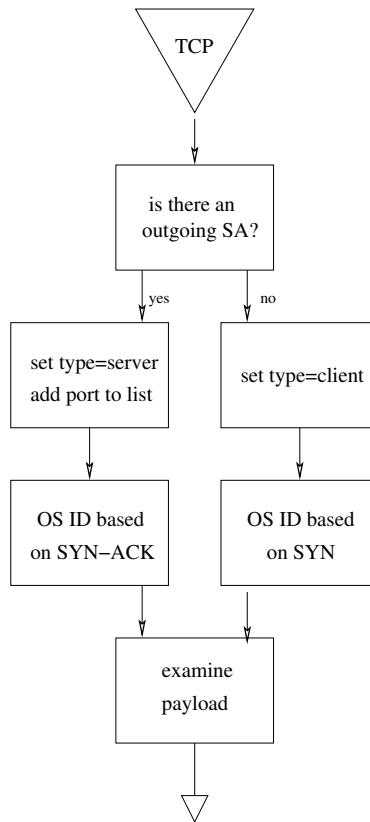 TCP
is there an
outgoing SA?
yes
no
set type=server
add port to list
set type=client
OS ID based
on SYN−ACK
OS ID based
on SYN
examine
payload